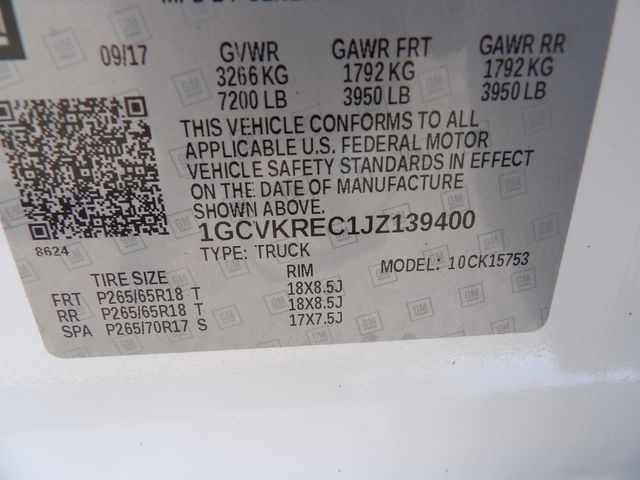 09/17 GVWR GAWR FRT GAWR RR
3266 KG 1792 KG 1792 KG
7200 LB 3950 LB 3950 LB
THIS VEHICLE CONFORMS TO ALL
APPLICABLE U.S. FEDERAL MOTOR
VEHICLE SAFETY STANDARDS IN EFFECT
ON THE DATE OF MANUFACTURE
SHOWN ABOVE.
1GCVKREC1JZ139400
8624
TYPE: TRUCK
MODEL: 10CK15753
TIRE SIZE RIM
FRT P265/65R18 T 18X8.5J
RR P265/65R18 T 18X8.5J
SPA P265/70R17 S 17X7.5J